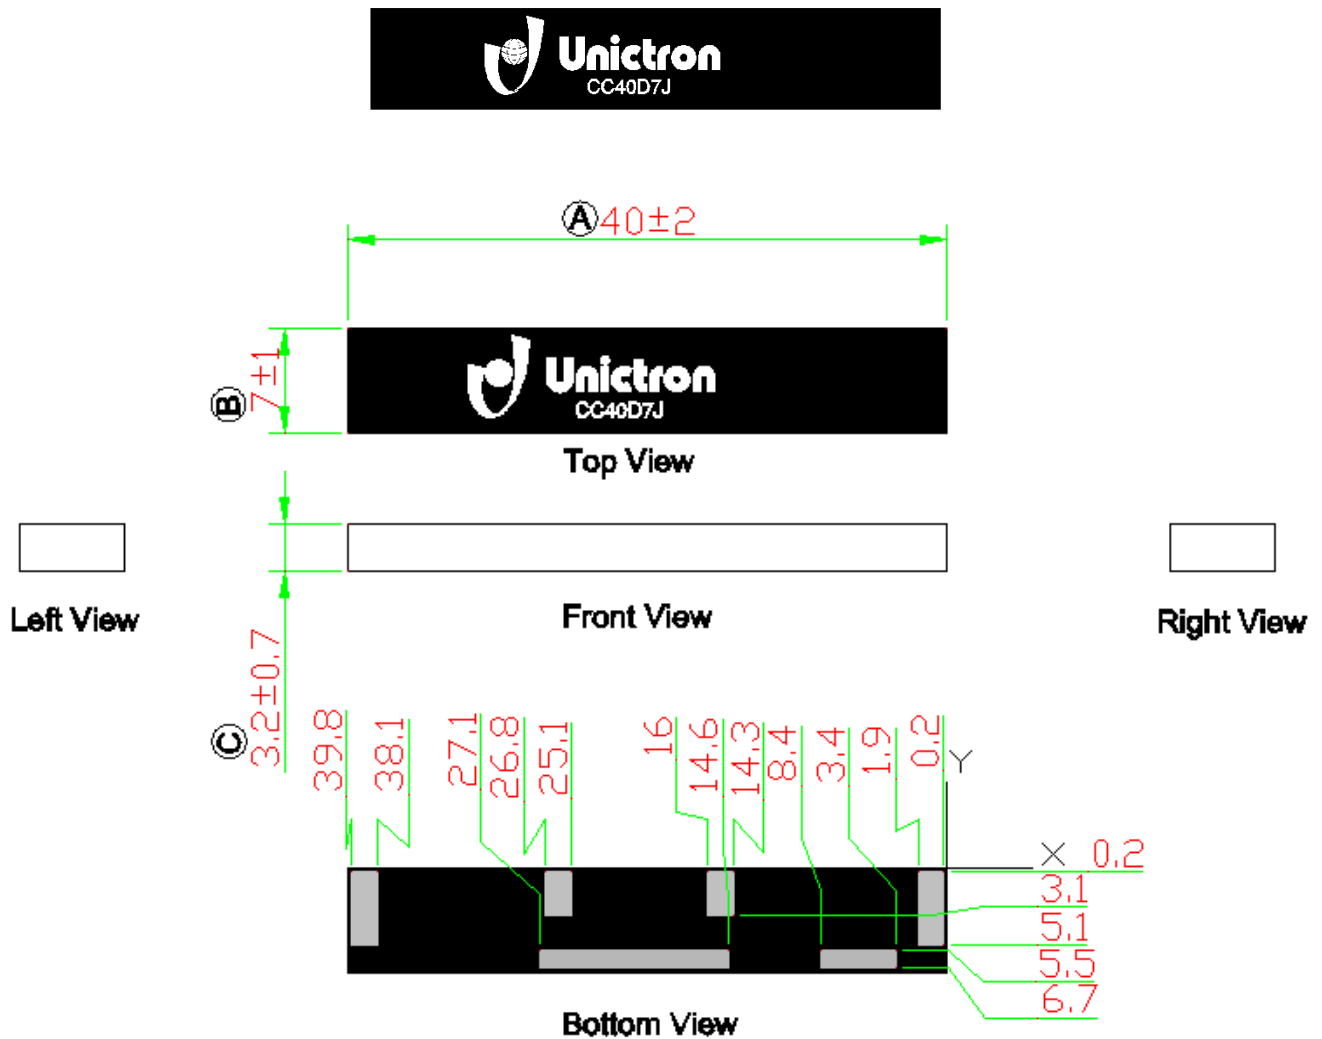 Unictron
CC40D7J
A 40±2
B 7±1
Unictron
CC40D7J
Top View
Left View
Front View
Right View
C 3.2±0.7
39.8
38.1
27.1
26.8
25.1
16
14.6
14.3
8.4
3.4
1.9
0.2
Y
X
0.2
3.1
5.1
5.5
6.7
Bottom View